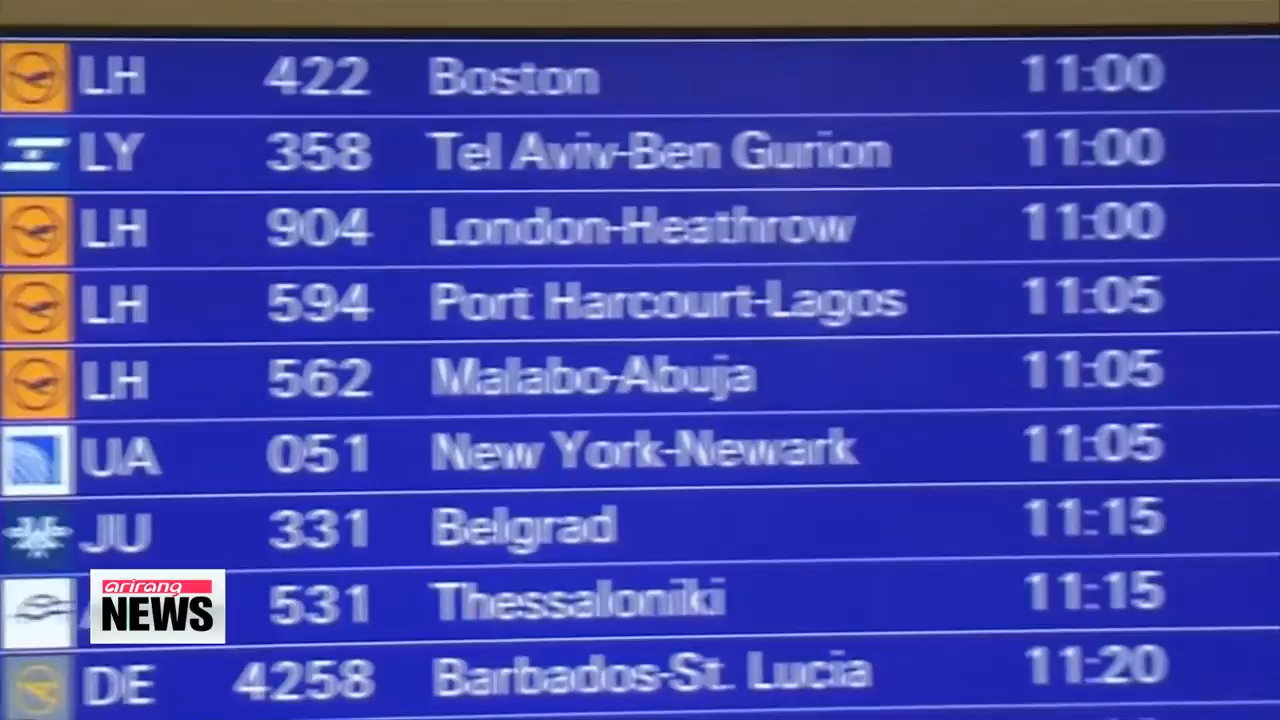 LH 422 Boston 11:00
LY 358 Tel Aviv-Ben Gurion 11:00
LH 904 London-Heathrow 11:00
LH 594 Port Harcourt-Lagos 11:05
LH 562 Malabo-Abuja 11:05
UA 051 New York-Newark 11:05
JU 331 Belgrad 11:15
531 Thessaloniki 11:15
DE 4258 Barbados-St. Lucia 11:20
arirang
NEWS